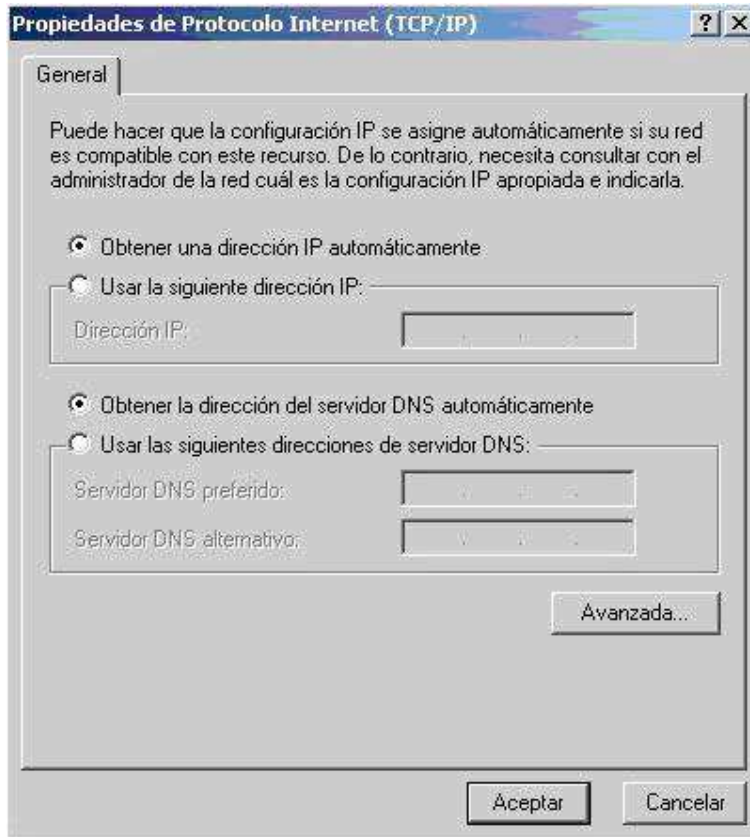 Propiedades de Protocolo Internet (TCP/IP)
General
Puede hacer que la configuración IP se asigne automáticamente si su red
es compatible con este recurso. De lo contrario, necesita consultar con el
administrador de la red cuál es la configuración IP apropiada e indicarla.
Obtener una dirección IP automáticamente
Usar la siguiente dirección IP:
Dirección IP:
Obtener la dirección del servidor DNS automáticamente
Usar las siguientes direcciones de servidor DNS:
Servidor DNS preferido:
Servidor DNS alternativo:
Avanzada...
Aceptar
Cancelar